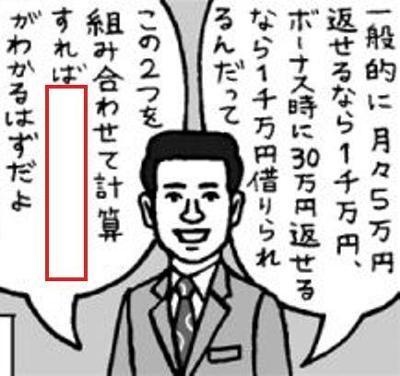 一般的に月々5万円
返せるなら1千万円、
ボーナス時に30万円返せる
なら1千万円借りられ
るんだって
この2つを
組み合わせて計算
すれば
がわかるはずだよ